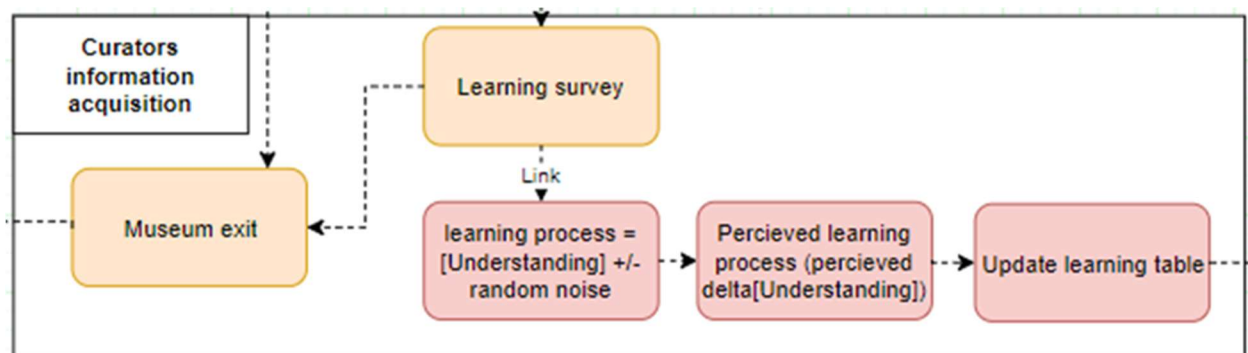 Curators
information
acquisition
Learning survey
Link
Museum exit
learning process =
[Understanding] +/-
random noise
Percieved learning
process (percieved
delta[Understanding])
Update learning table